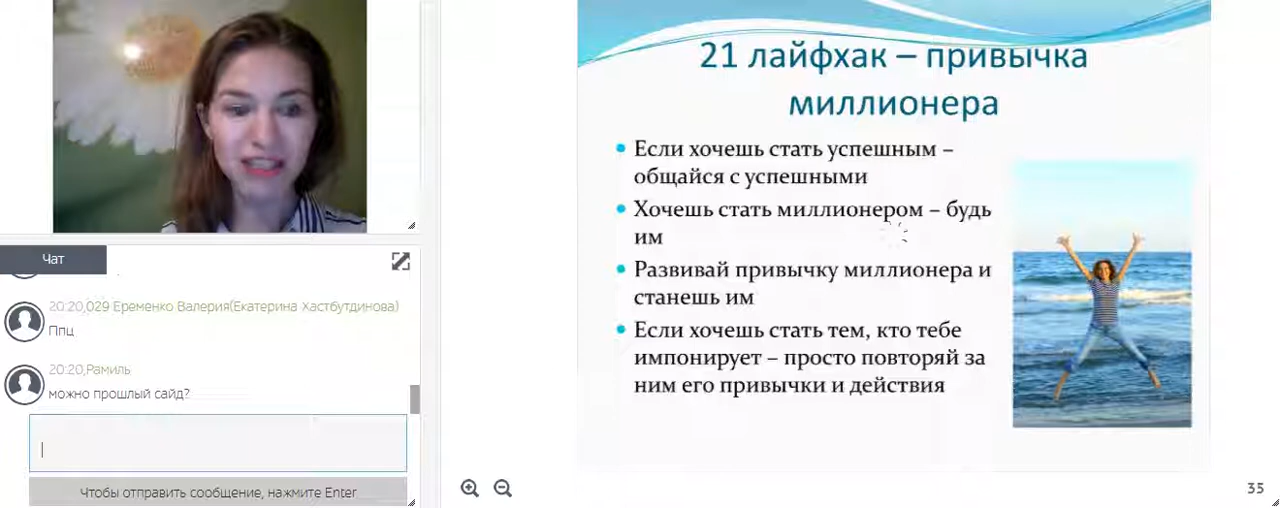 Чат
20:20,029 Еременко Валерия(Екатерина Хастбутдинова)
Ппц
20:20,Рамиль
можно прошлый сайд?
Чтобы отправить сообщение, нажмите Enter
21 лайфхак – привычка
миллионера
Если хочешь стать успешным –
общайся с успешными
Хочешь стать миллионером – будь
им
Развивай привычку миллионера и
станешь им
Если хочешь стать тем, кто тебе
импонирует – просто повторяй за
ним его привычки и действия
35